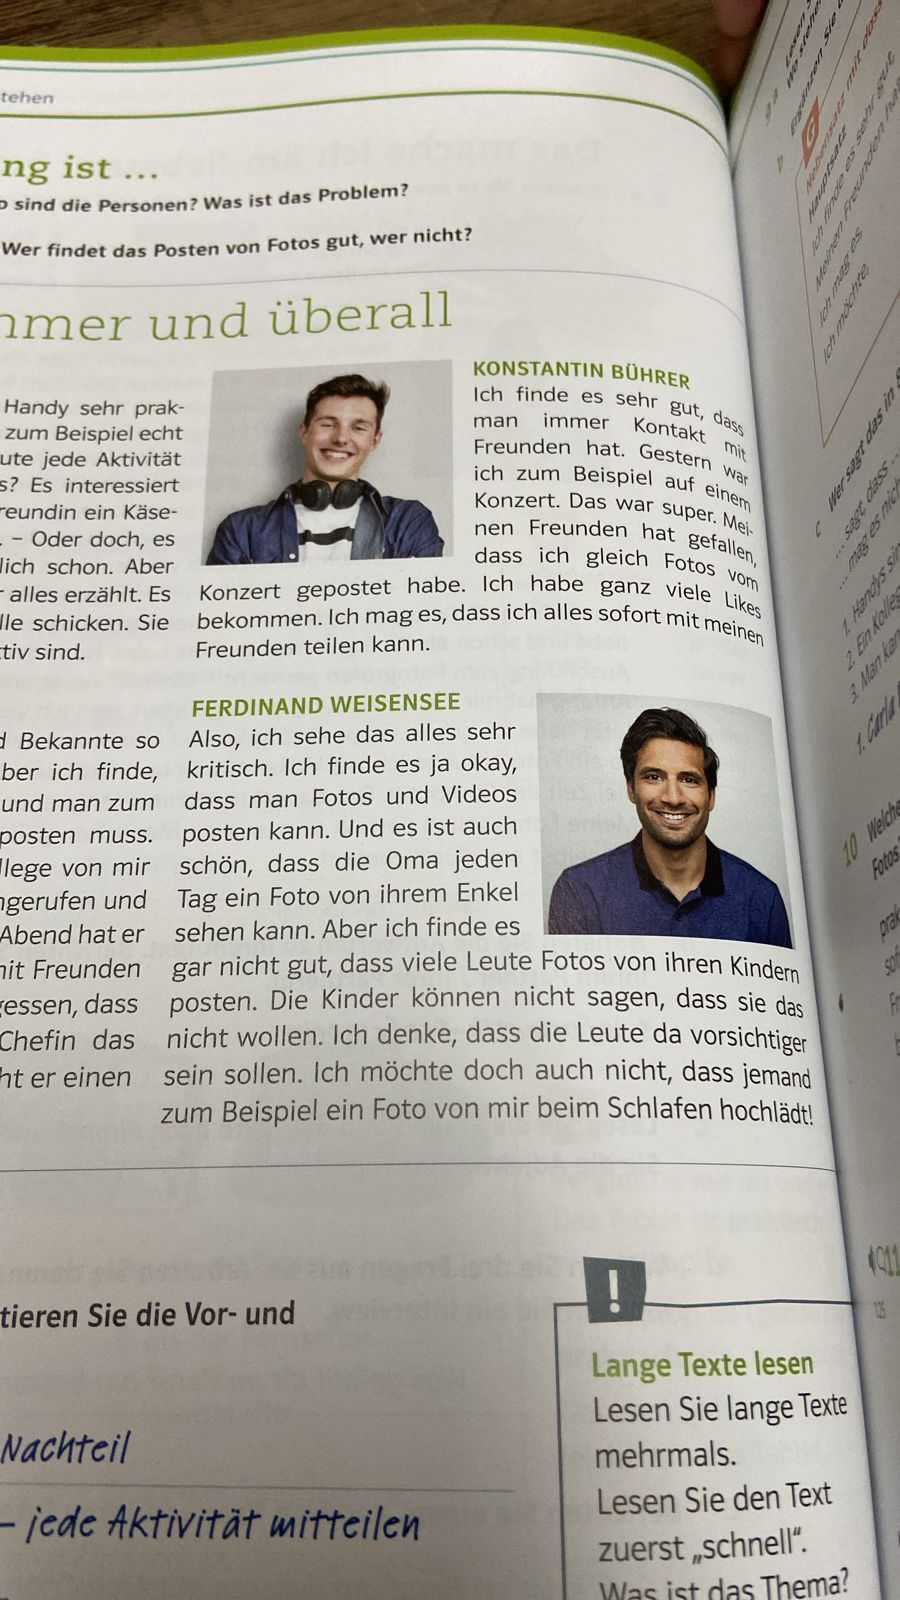 tehen
ng ist ...
sind die Personen? Was ist das Problem?
Wer findet das Posten von Fotos gut, wer nicht?
mmer und überall
Handy sehr prak-
zum Beispiel echt
ute jede Aktivität
s? Es interessiert
reundin ein Käse-
. – Oder doch, es
lich schon. Aber
r alles erzählt. Es
lle schicken. Sie
tiv sind.
KONSTANTIN BÜHRER
Ich finde es sehr gut, dass
man immer Kontakt mit
Freunden hat. Gestern war
ich zum Beispiel auf einem
Konzert. Das war super. Mei-
nen Freunden hat gefallen,
dass ich gleich Fotos vom
Konzert gepostet habe. Ich habe ganz viele Likes
bekommen. Ich mag es, dass ich alles sofort mit meinen
Freunden teilen kann.
d Bekannte so
ber ich finde,
und man zum
posten muss.
llege von mir
ngerufen und
Abend hat er
nit Freunden
gessen, dass
Chefin das
ht er einen
FERDINAND WEISENSEE
Also, ich sehe das alles sehr
kritisch. Ich finde es ja okay,
dass man Fotos und Videos
posten kann. Und es ist auch
schön, dass die Oma jeden
Tag ein Foto von ihrem Enkel
sehen kann. Aber ich finde es
gar nicht gut, dass viele Leute Fotos von ihren Kindern
posten. Die Kinder können nicht sagen, dass sie das
nicht wollen. Ich denke, dass die Leute da vorsichtiger
sein sollen. Ich möchte doch auch nicht, dass jemand
zum Beispiel ein Foto von mir beim Schlafen hochlädt!
tieren Sie die Vor- und
Nachteil
– jede Aktivität mitteilen
!
Lange Texte lesen
Lesen Sie lange Texte
mehrmals.
Lesen Sie den Text
zuerst „schnell“.
Was ist das Thema?
9 a
Ergänzen Sie
b
G
Nebensatz mit dass
Hauptsatz
Ich finde es sehr gut,
Meinen Freunden hat
Ich mag es,
Ich möchte,
c Wer sagt das in
... sagt, dass ...
... mag es nich
1. Handys sin
2. Ein Kolleg
3. Man kan
1. Carla
10 Welche
Fotos
prak
sof
Fr
11
1.25